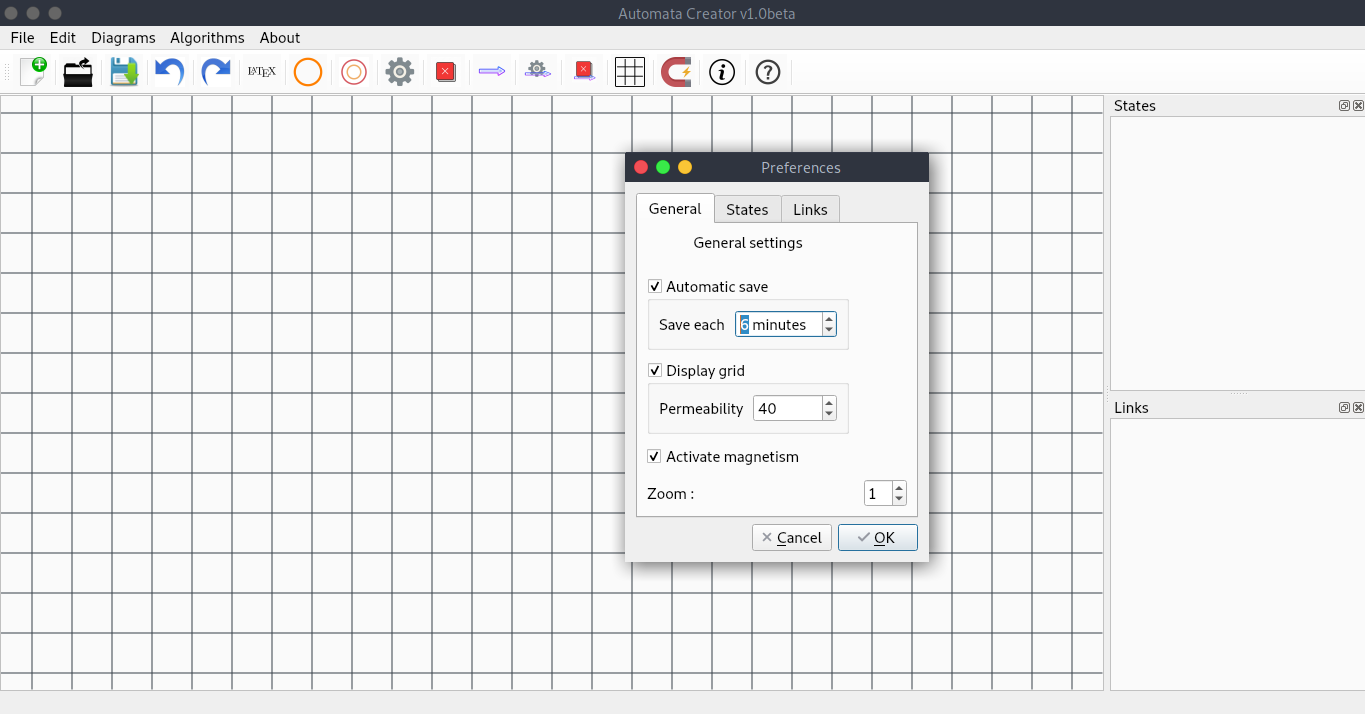 Automata Creator v1.0beta
File Edit Diagrams Algorithms About
LATEX
States
Preferences
General States Links
General settings
Automatic save
Save each 6 minutes
Display grid
Permeability 40
Activate magnetism
Zoom : 1
Cancel OK
Links